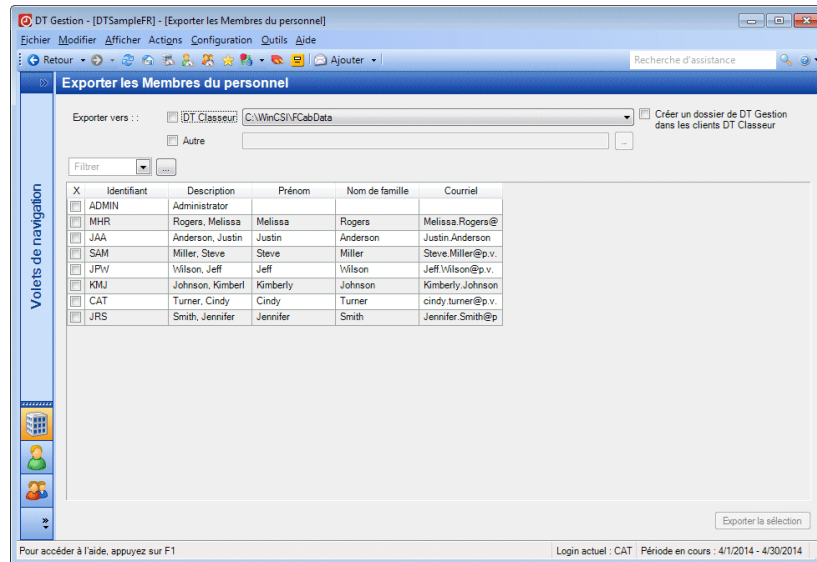 DT Gestion - [DTSampleFR] - [Exporter les Membres du personnel]
Fichier Modifier Afficher Actions Configuration Outils Aide
Retour Ajouter Recherche d'assistance
Exporter les Membres du personnel
Exporter vers : : DT Classeur C:\WinCSI\FCabData Créer un dossier de DT Gestion
dans les clients DT Classeur
Autre ...
Filtrer ...
X Identifiant Description Prénom Nom de famille Courriel
ADMIN Administrator
MHR Rogers, Melissa Melissa Rogers Melissa.Rogers@
JAA Anderson, Justin Justin Anderson Justin.Anderson
SAM Miller, Steve Steve Miller Steve.Miller@p.v.
JPW Wilson, Jeff Jeff Wilson Jeff.Wilson@p.v.
KMJ Johnson, Kimberl Kimberly Johnson Kimberly.Johnson
CAT Turner, Cindy Cindy Turner cindy.turner@p.v.
JRS Smith, Jennifer Jennifer Smith Jennifer.Smith@p
Volets de navigation
Exporter la sélection
Pour accéder à l'aide, appuyez sur F1 Login actuel : CAT Période en cours : 4/1/2014 - 4/30/2014